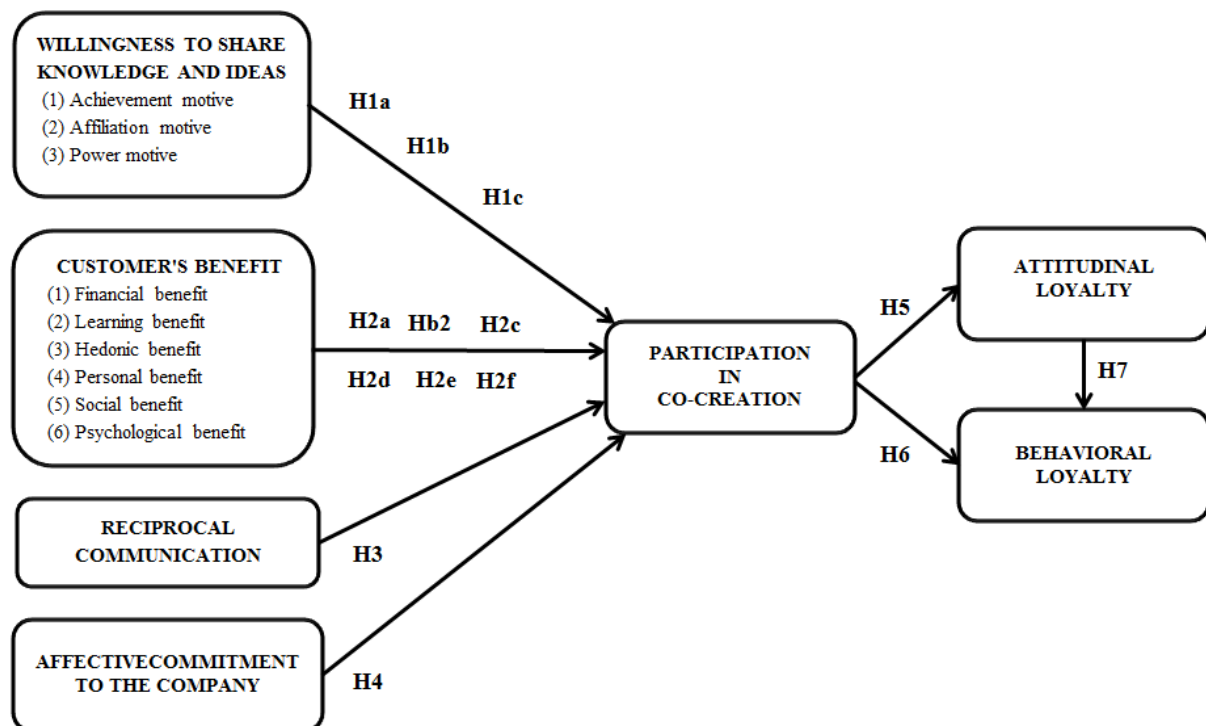 WILLINGNESS TO SHARE
KNOWLEDGE AND IDEAS
(1) Achievement motive
(2) Affiliation motive
(3) Power motive
H1a
H1b
H1c
CUSTOMER'S BENEFIT
(1) Financial benefit
(2) Learning benefit
(3) Hedonic benefit
(4) Personal benefit
(5) Social benefit
(6) Psychological benefit
H2a Hb2 H2c
H2d H2e H2f
RECIPROCAL
COMMUNICATION
H3
AFFECTIVECOMMITMENT
TO THE COMPANY
H4
PARTICIPATION
IN
CO-CREATION
H5
H6
ATTITUDINAL
LOYALTY
H7
BEHAVIORAL
LOYALTY